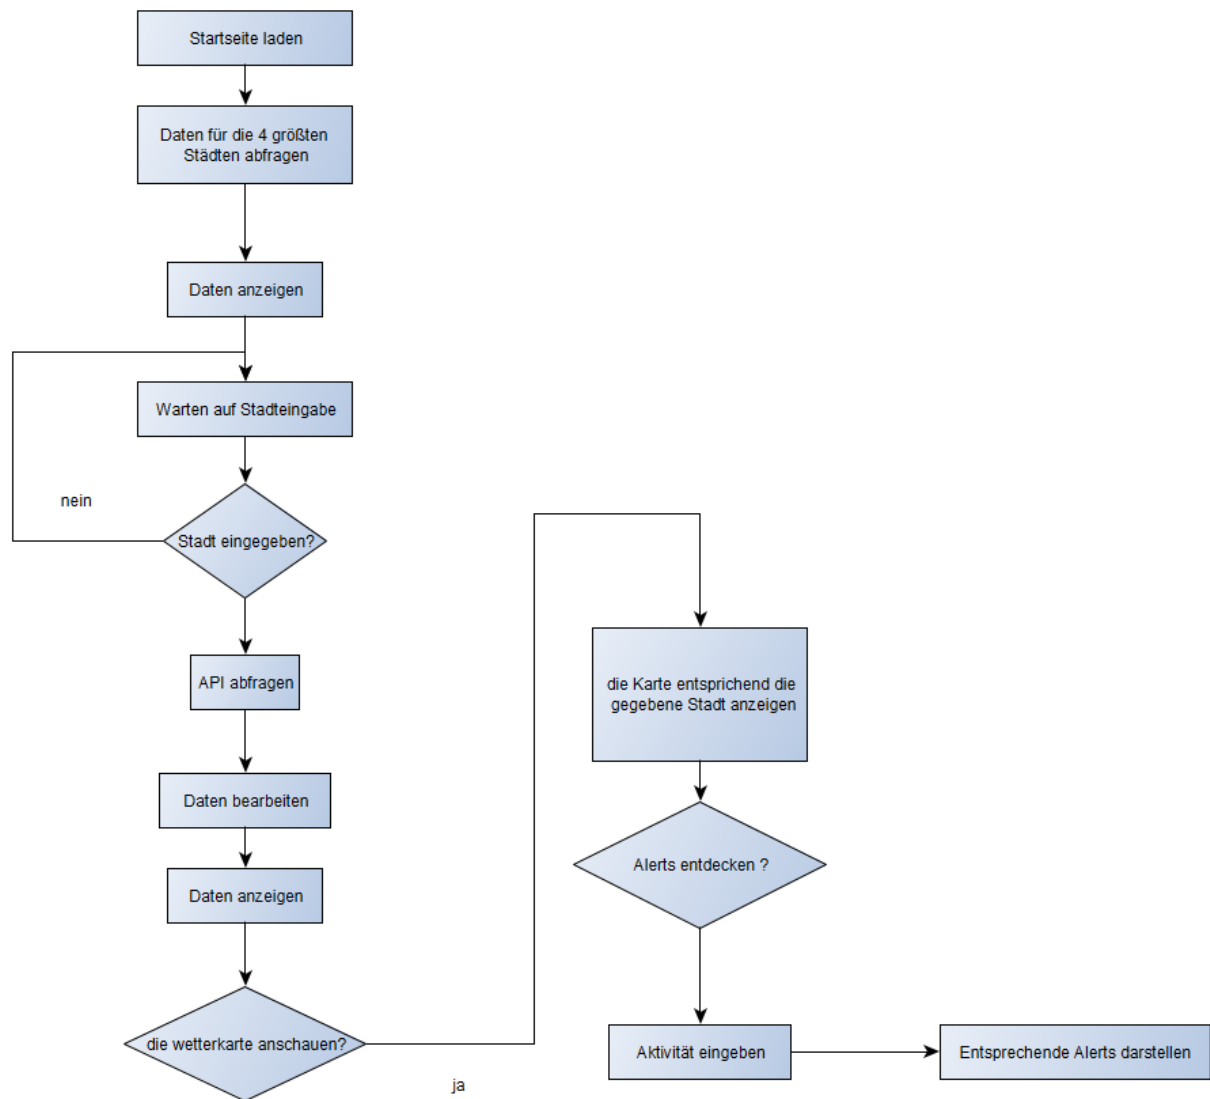 Startseite laden
Daten für die 4 größten
Städten abfragen
Daten anzeigen
Warten auf Stadteingabe
nein
Stadt eingegeben?
API abfragen
Daten bearbeiten
Daten anzeigen
die wetterkarte anschauen?
ja
die Karte entsprichend die
gegebene Stadt anzeigen
Alerts entdecken ?
Aktivität eingeben
Entsprechende Alerts darstellen